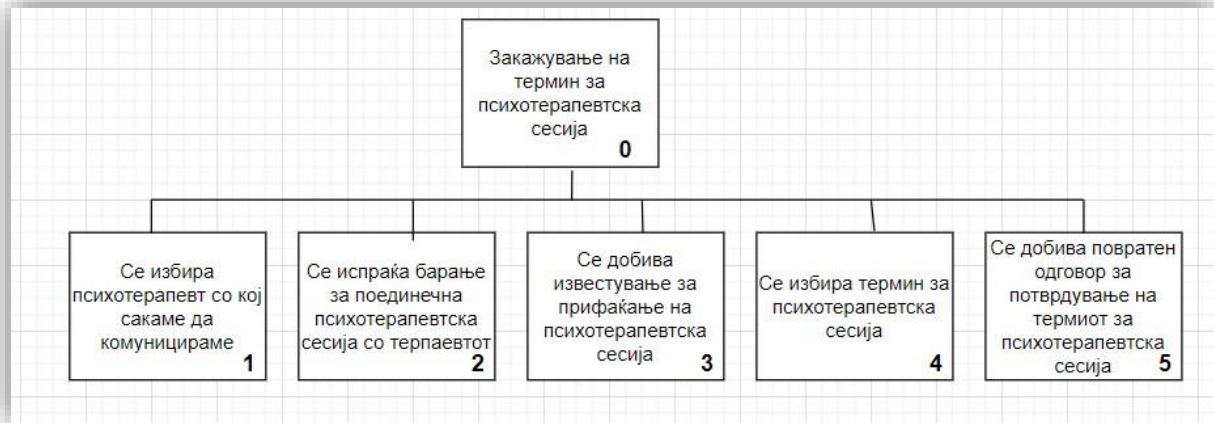 Закажување на
термин за
психотерапевтска
сесија
0
Се избира
психотерапевт со кој
сакаме да
комуницираме
1
Се испраќа барање
за поединечна
психотерапевтска
сесија со терпаевтот
2
Се добива
известување за
прифаќање на
психотерапевтска
сесија
3
Се избира термин за
психотерапевтска
сесија
4
Се добива повратен
одговор за
потврдување на
термиот за
психотерапевтска
сесија
5